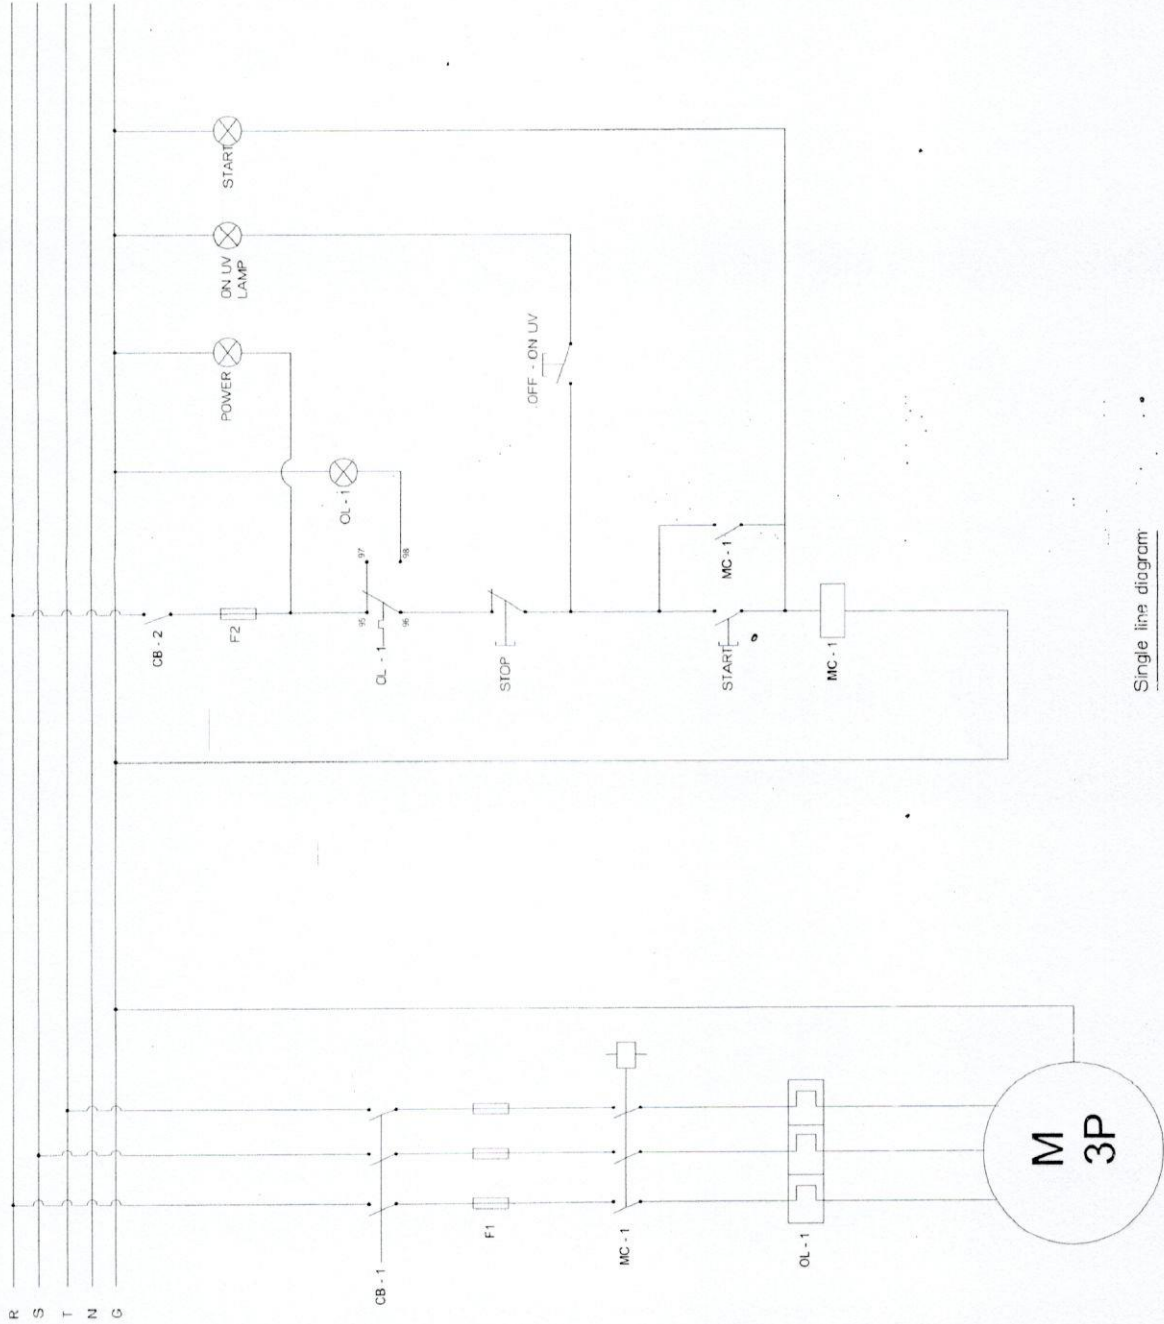 R
S
T
N
G
CB - 1
F1
MC - 1
OL - 1
M
3P
CB - 2
F2
95
97
OL - 1
96
98
OL - 1
STOP
START
MC - 1
MC - 1
POWER
ON UV
LAMP
START
OFF - ON UV
Single line diagram